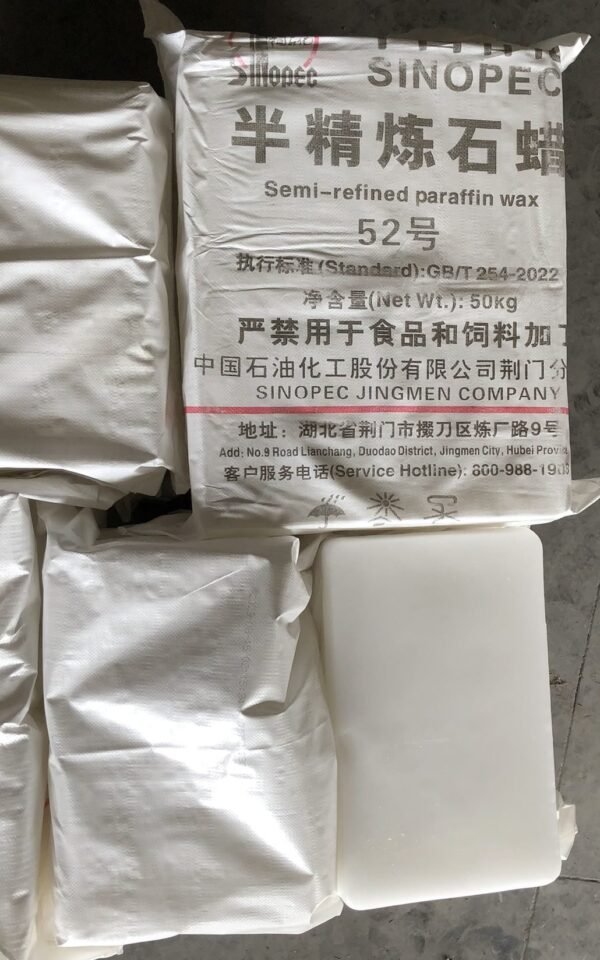 Sinopec
SINOPEC
半精炼石蜡
Semi-refined paraffin wax
52号
执行标准(Standard):GB/T 254-2022
净含量(Net Wt.): 50kg
严禁用于食品和饲料加
中国石油化工股份有限公司荆门分
SINOPEC JINGMEN COMPANY
地址：湖北省荆门市掇刀区炼厂路9号
Add: No.9 Road Lianchang, Duodao District, Jingmen City, Hubei
客户服务电话(Service Hotline):